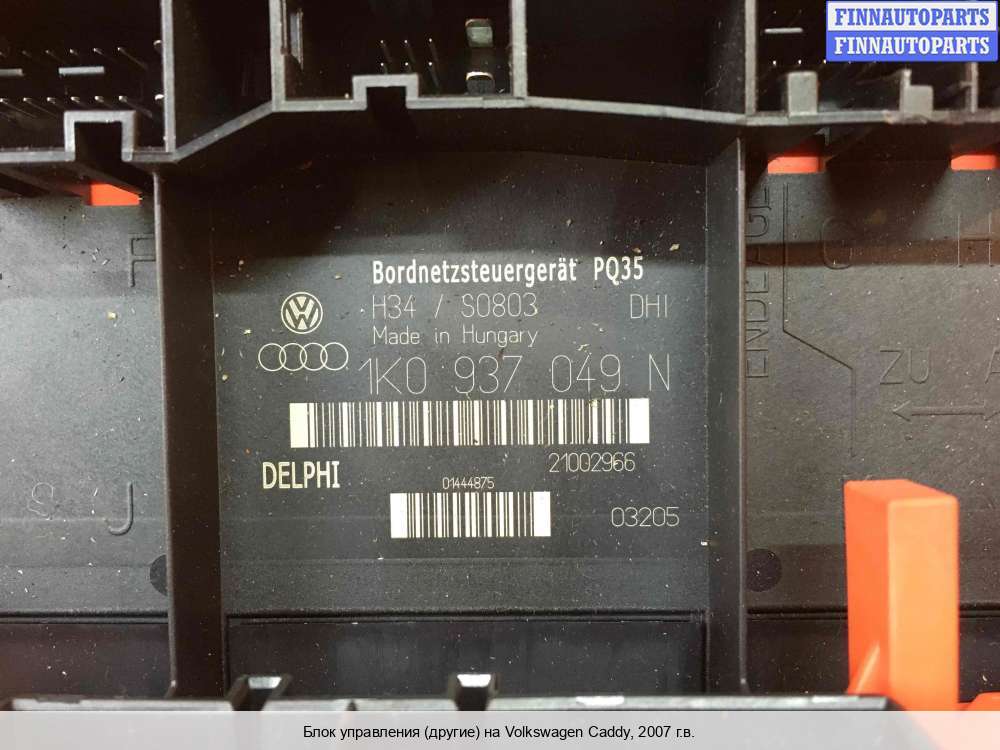 FINNAUTOPARTS
FINNAUTOPARTS
Bordnetzsteuergerät PQ35
H34 / S0803 DHI
Made in Hungary
1K0 937 049 N
21002966
DELPHI
01444875
03205
F
J
G H
ZU A
Блок управления (другие) на Volkswagen Caddy, 2007 г.в.